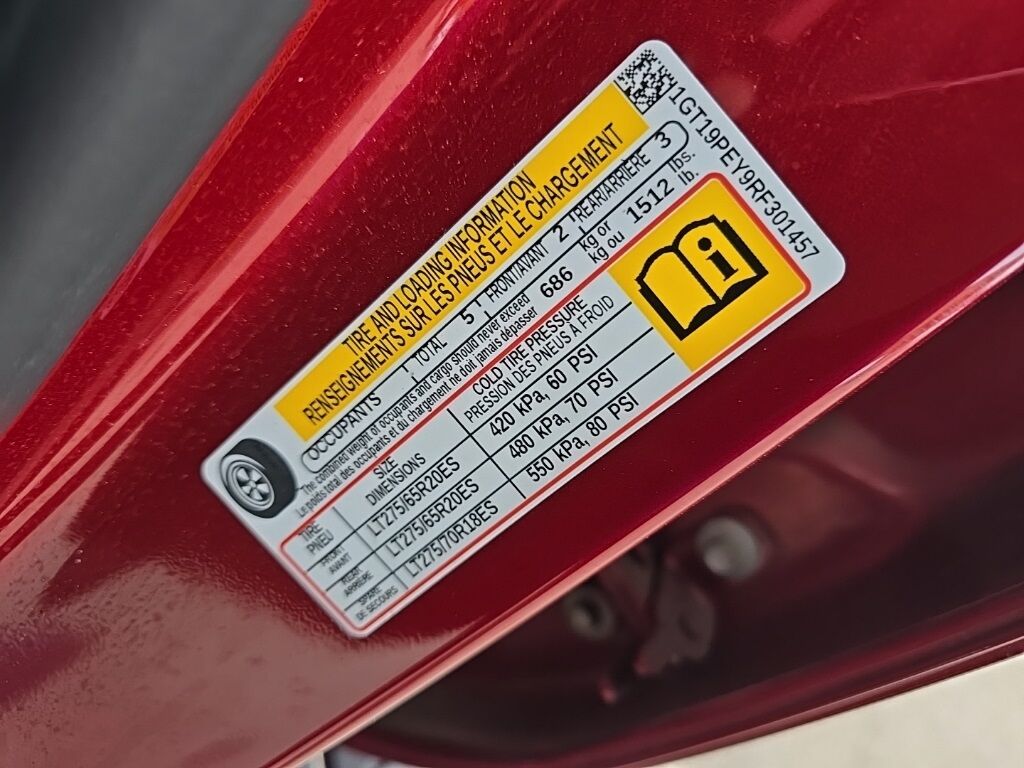 1GT19PEY9RF301457
TIRE AND LOADING INFORMATION
RENSEIGNEMENTS SUR LES PNEUS ET LE CHARGEMENT
OCCUPANTS TOTAL 5 FRONT/AVANT 2 REAR/ARRIÈRE 3
The combined weight of occupants and cargo should never exceed 686 kg or 1512 lbs.
Le poids total des occupants et du chargement ne doit jamais dépasser kg ou lb.
TIRE SIZE COLD TIRE PRESSURE
PNEU DIMENSIONS PRESSION DES PNEUS À FROID
FRONT LT275/65R20ES 420 kPa, 60 PSI
AVANT
REAR LT275/65R20ES 480 kPa, 70 PSI
ARRIÈRE
SPARE LT275/70R18ES 550 kPa, 80 PSI
DE SECOURS
i